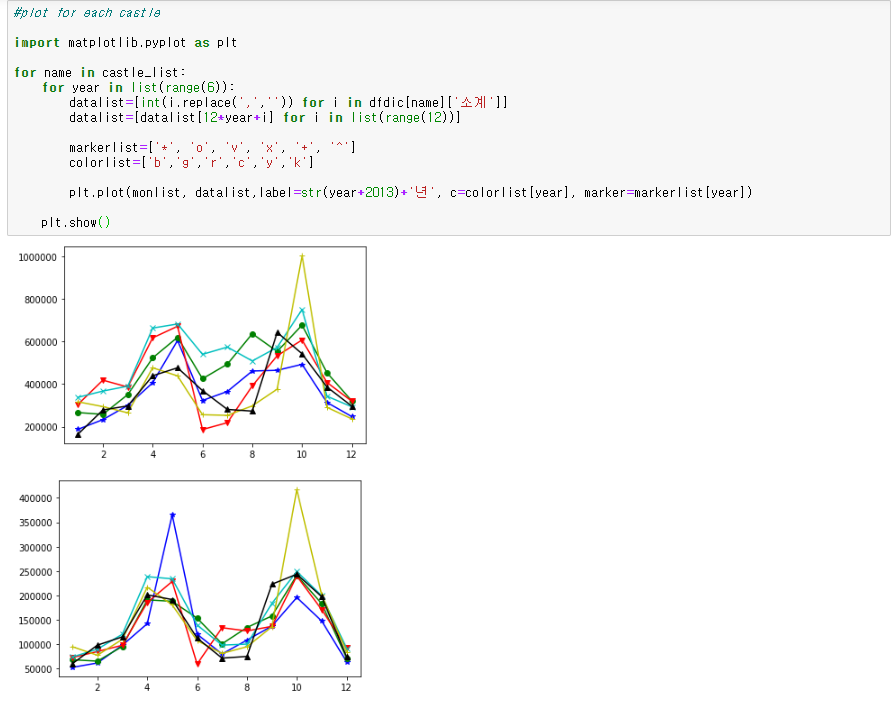 #plot for each castle
import matplotlib.pyplot as plt
for name in castle_list:
for year in list(range(6)):
datalist=[int(i.replace(',','')) for i in dfdic[name]['소계']]
datalist=[datalist[12*year+i] for i in list(range(12))]
markerlist=['*', 'o', 'v', 'x', '+', '^']
colorlist=['b','g','r','c','y','k']
plt.plot(monlist, datalist,label=str(year+2013)+'년', c=colorlist[year], marker=markerlist[year])
plt.show()
1000000
800000
600000
400000
200000
2 4 6 8 10 12
400000
350000
300000
250000
200000
150000
100000
50000
2 4 6 8 10 12